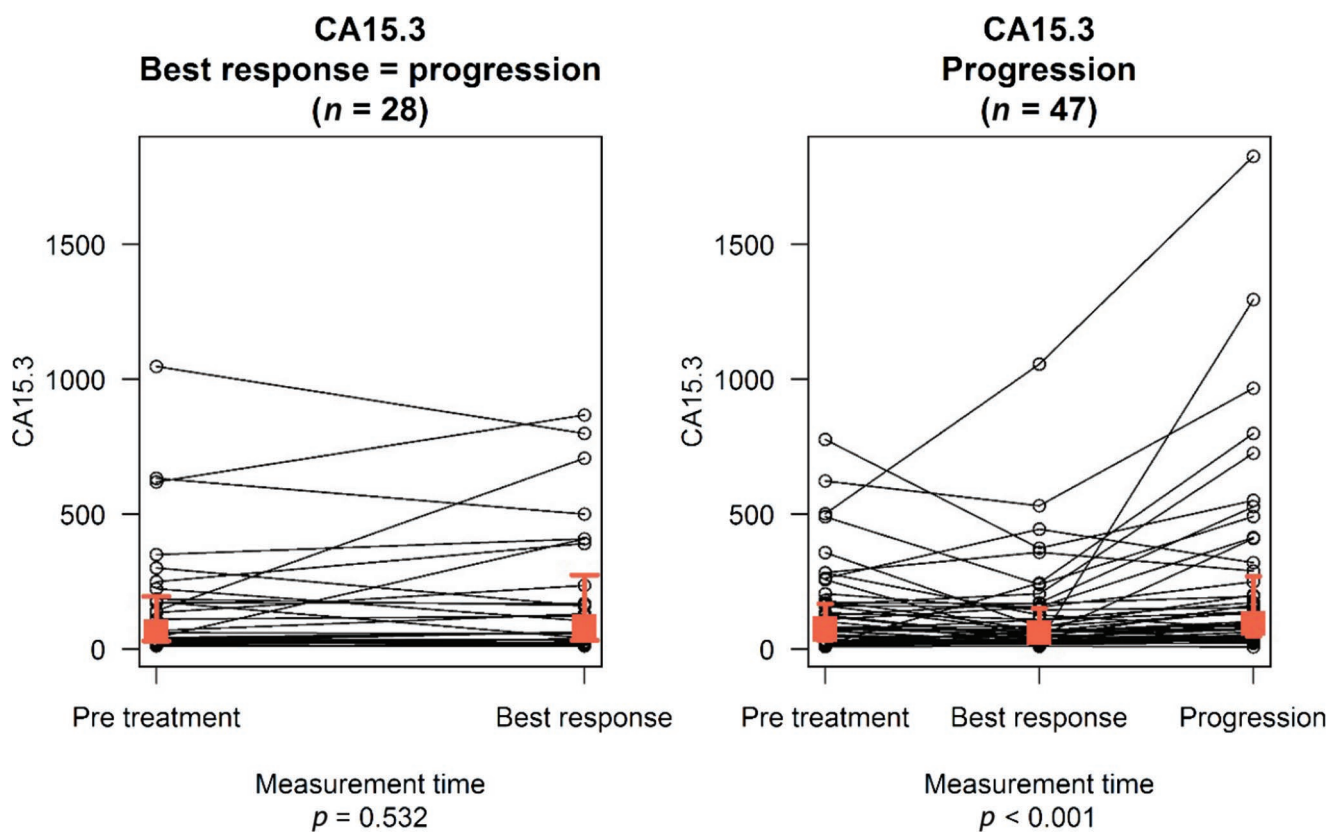 CA15.3
Best response = progression
(n = 28)
CA15.3
1500
1000
500
0
Pre treatment
Best response
Measurement time
p = 0.532
CA15.3
Progression
(n = 47)
CA15.3
1500
1000
500
0
Pre treatment
Best response
Progression
Measurement time
p < 0.001